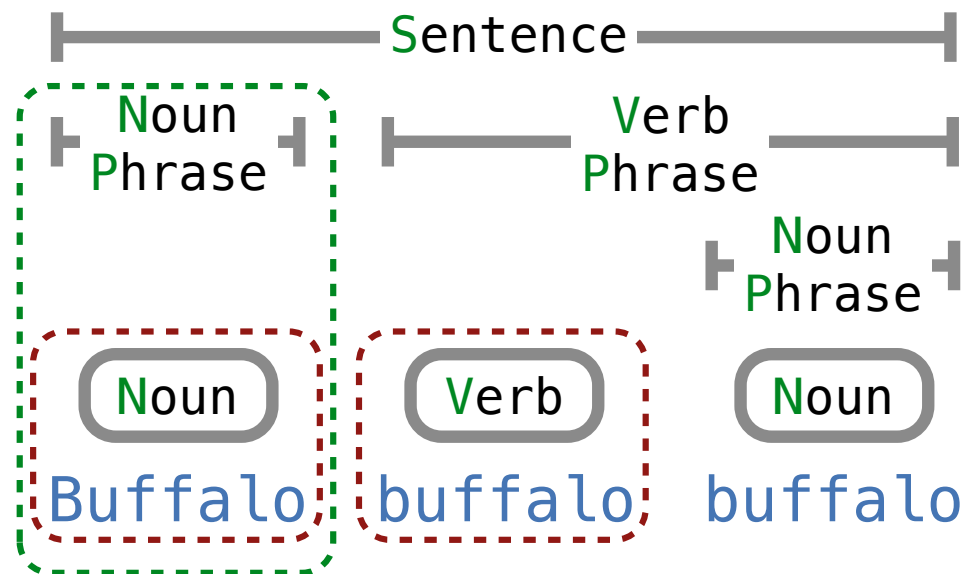 Sentence
Noun
Phrase
Verb
Phrase
Noun
Phrase
Noun Verb Noun
Buffalo buffalo buffalo